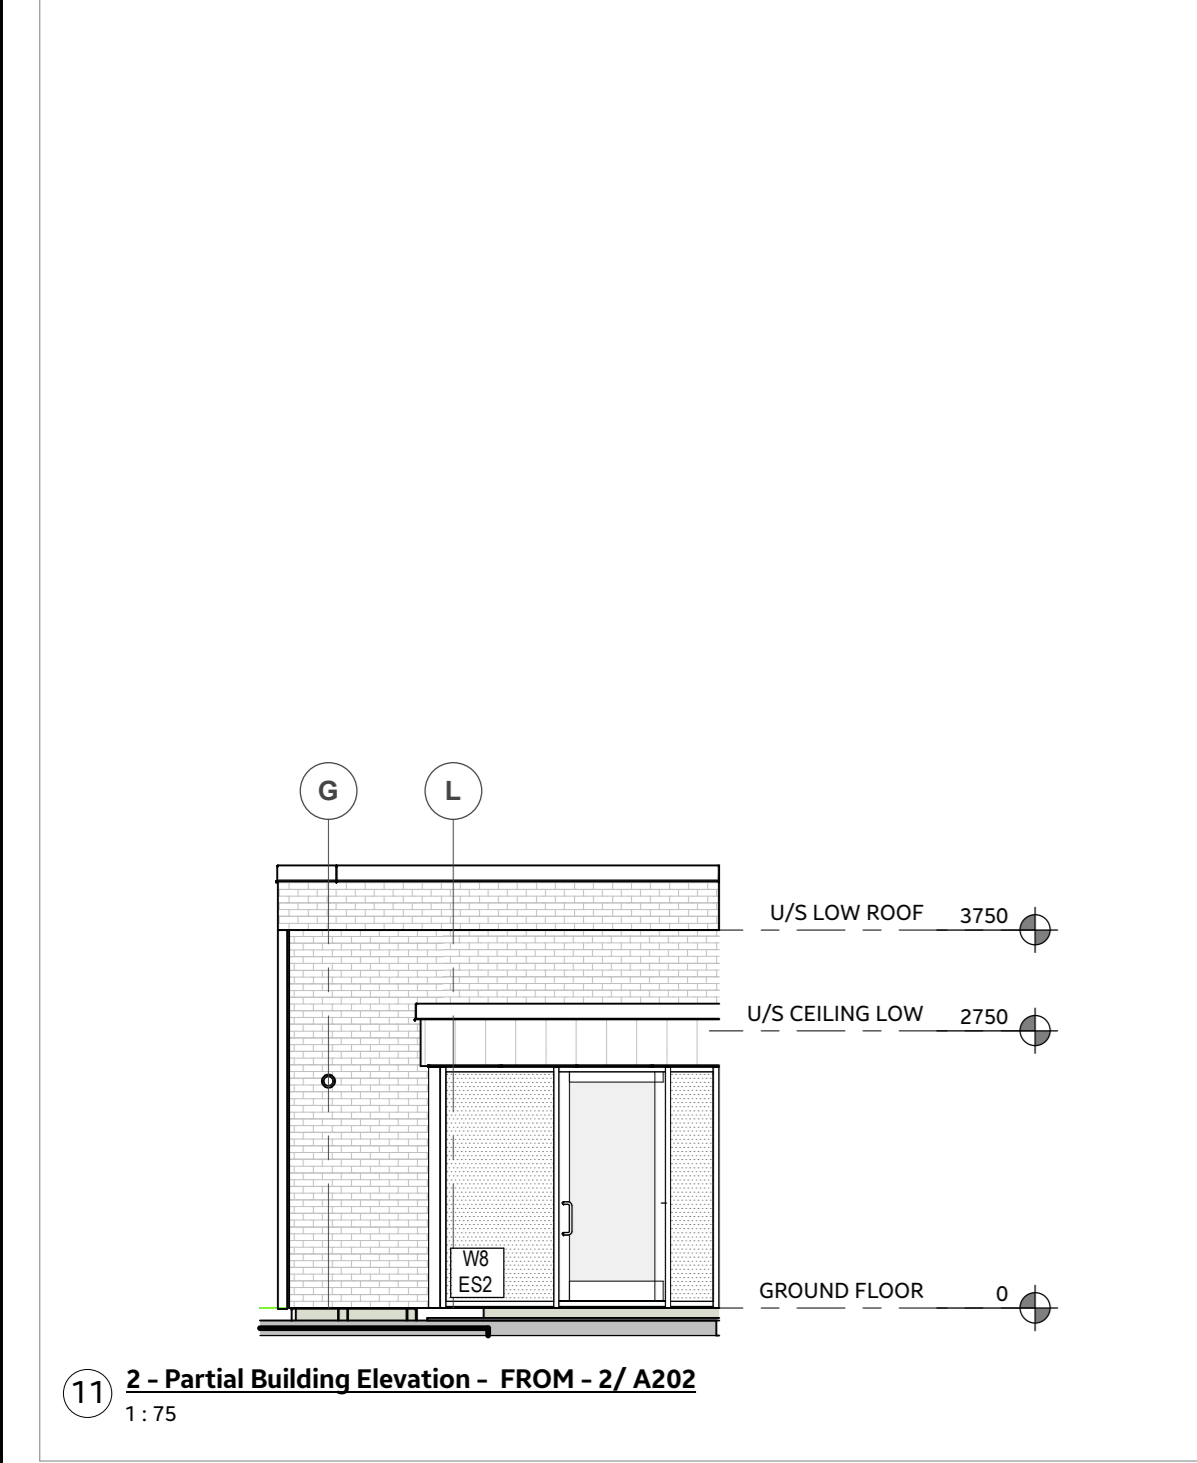 G
L
U/S LOW ROOF 3750
U/S CEILING LOW 2750
W8
ES2
GROUND FLOOR 0
11
2 - Partial Building Elevation - FROM - 2/ A202
1 : 75